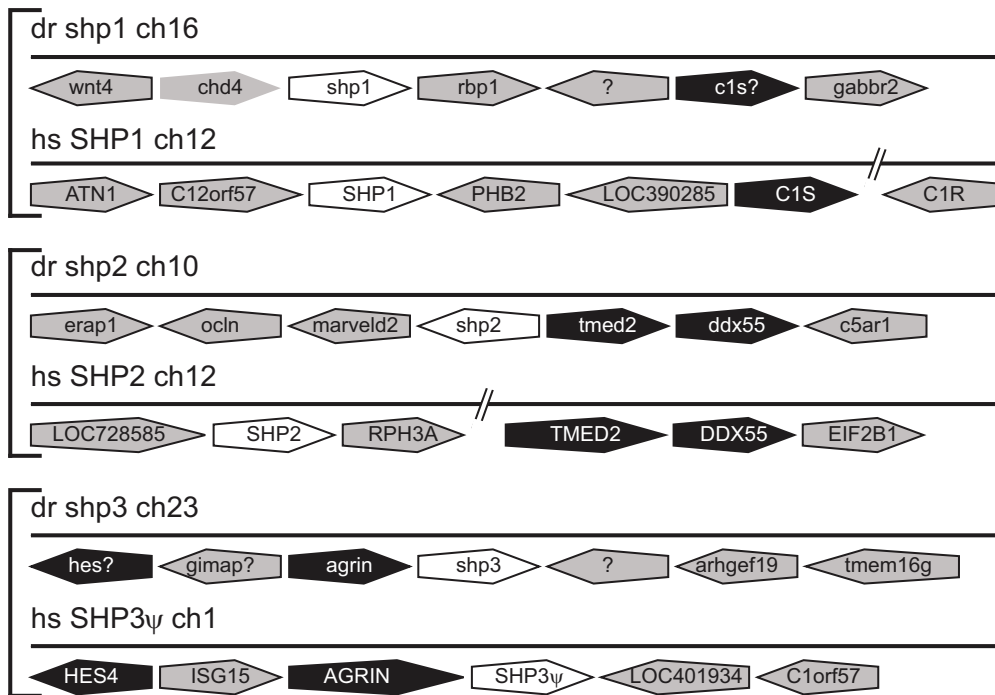 dr shp1 ch16
wnt4 chd4 shp1 rbp1 ? c1s? gabbr2
hs SHP1 ch12
ATN1 C12orf57 SHP1 PHB2 LOC390285 C1S C1R
dr shp2 ch10
erap1 ocln marveld2 shp2 tmed2 ddx55 c5ar1
hs SHP2 ch12
LOC728585 SHP2 RPH3A TMED2 DDX55 EIF2B1
dr shp3 ch23
hes? gimap? agrin shp3 ? arhgef19 tmem16g
hs SHP3ψ ch1
HES4 ISG15 AGRIN SHP3ψ LOC401934 C1orf57